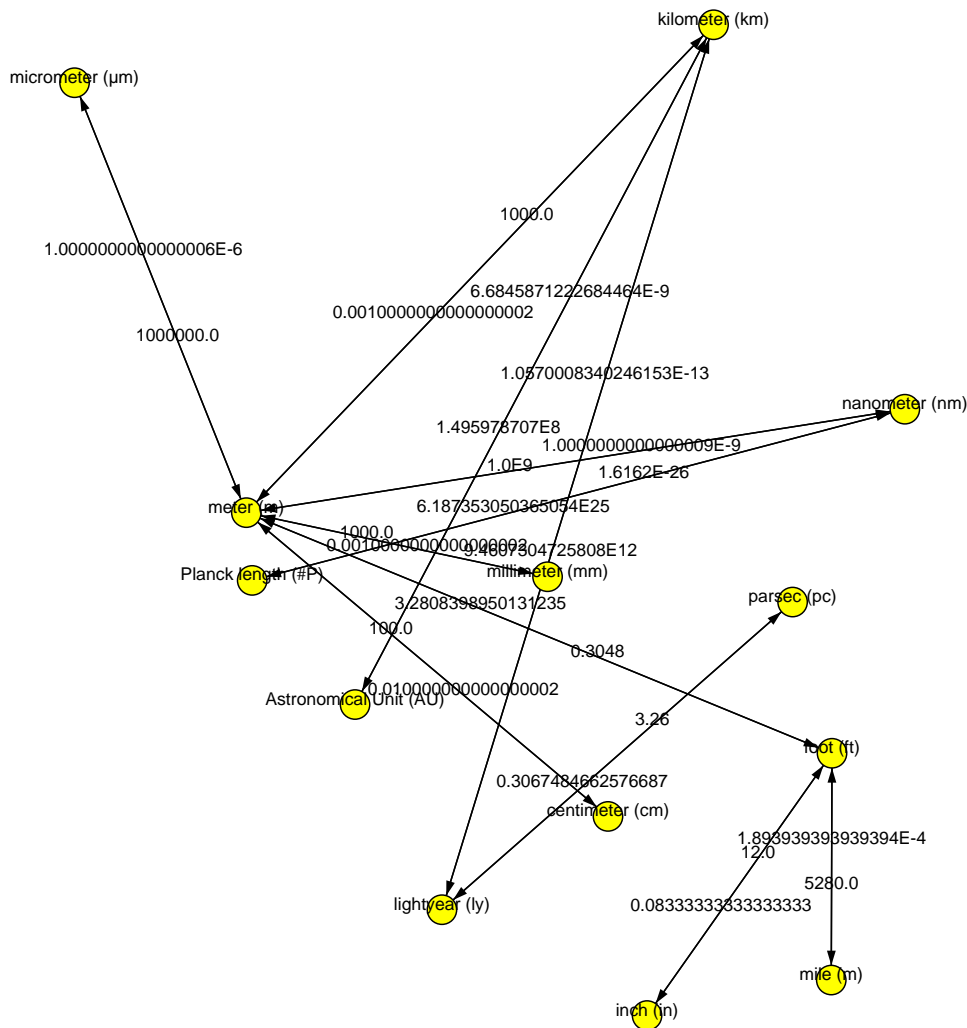 kilometer (km)
micrometer (µm)
1000.0
1.0000000000000006E-6
6.6845871222684464E-9
0.0010000000000000002
1000000.0
1.0570008340246153E-13
nanometer (nm)
1.495978707E8
1.0000000000000009E-9
1.0E9
1.6162E-26
meter (m)
6.187353050365054E25
1000.0
0.0010000000000000002
9.4607304725808E12
Planck length (#P)
millimeter (mm)
parsec (pc)
3.2808398950131235
100.0
0.3048
0.010000000000000002
Astronomical Unit (AU)
3.26
foot (ft)
0.3067484662576687
centimeter (cm)
1.893939393939394E-4
12.0
5280.0
lightyear (ly)
0.08333333333333333
mile (m)
inch (in)